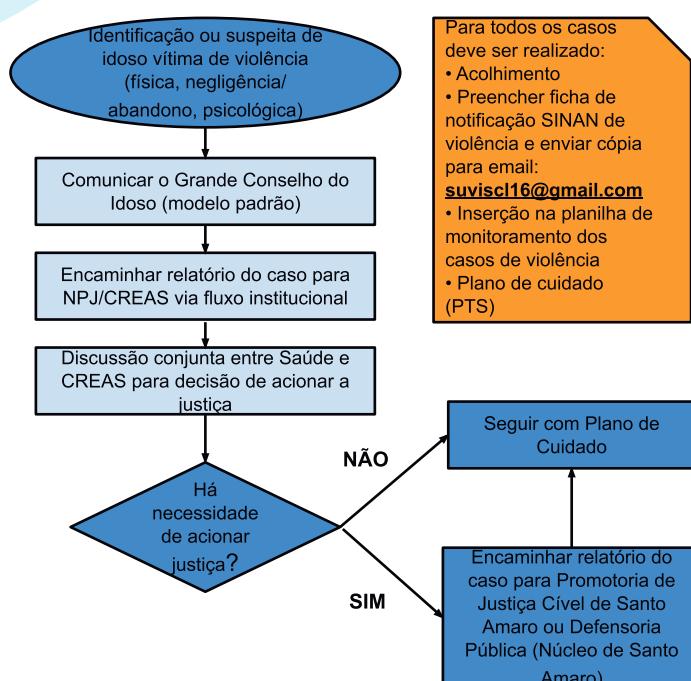 Identificação ou suspeita de
idoso vítima de violência
(física, negligência/
abandono, psicológica)
Comunicar o Grande Conselho do
Idoso (modelo padrão)
Encaminhar relatório do caso para
NPJ/CREAS via fluxo institucional
Discussão conjunta entre Saúde e
CREAS para decisão de acionar a
justiça
Há
necessidade
de acionar
justiça?
NÃO
SIM
Seguir com Plano de
Cuidado
Encaminhar relatório do
caso para Promotoria de
Justiça Cível de Santo
Amaro ou Defensoria
Pública (Núcleo de Santo
Amaro)
Para todos os casos
deve ser realizado:
• Acolhimento
• Preencher ficha de
notificação SINAN de
violência e enviar cópia
para email:
suviscl16@gmail.com
• Inserção na planilha de
monitoramento dos
casos de violência
• Plano de cuidado
(PTS)